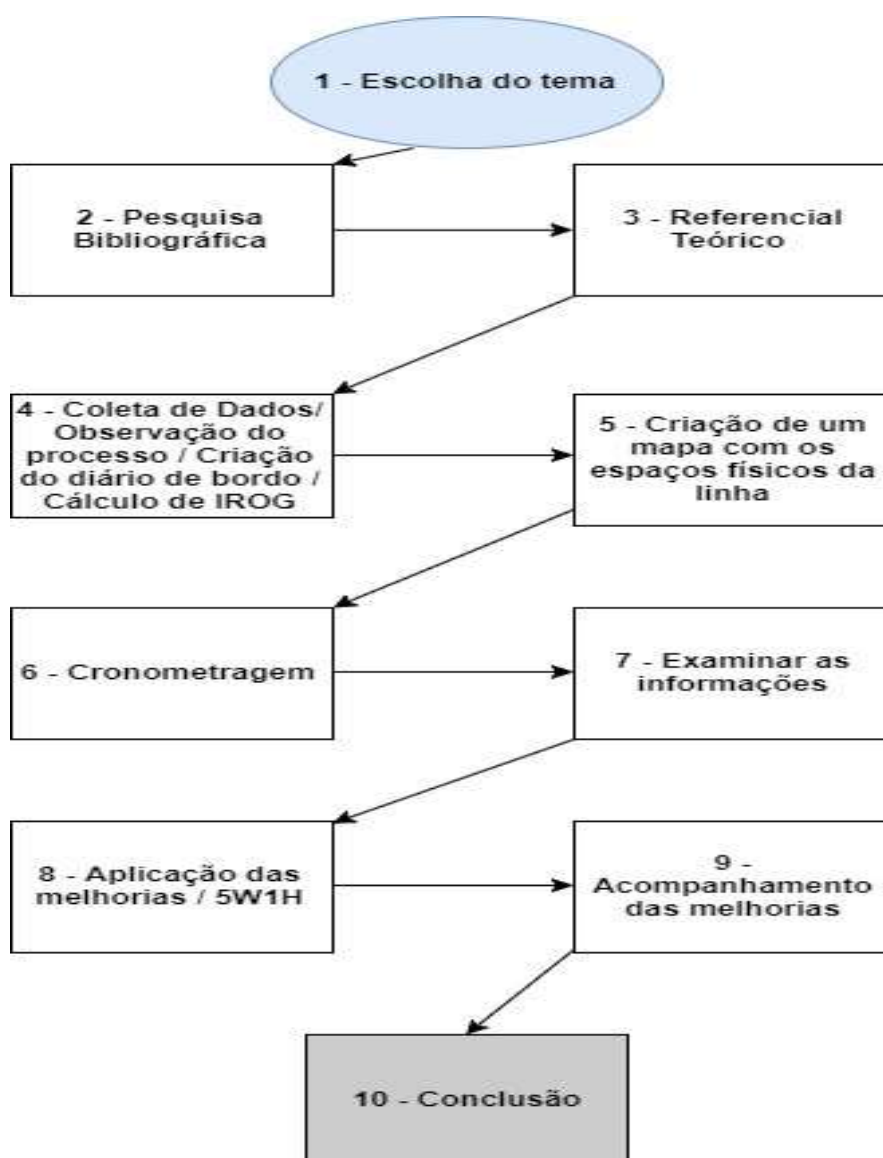 1 - Escolha do tema
2 - Pesquisa
Bibliográfica
3 - Referencial
Teórico
4 - Coleta de Dados/
Observação do
processo / Criação
do diário de bordo /
Cálculo de IROG
5 - Criação de um
mapa com os
espaços físicos da
linha
6 - Cronometragem
7 - Examinar as
informações
8 - Aplicação das
melhorias / 5W1H
9 -
Acompanhamento
das melhorias
10 - Conclusão